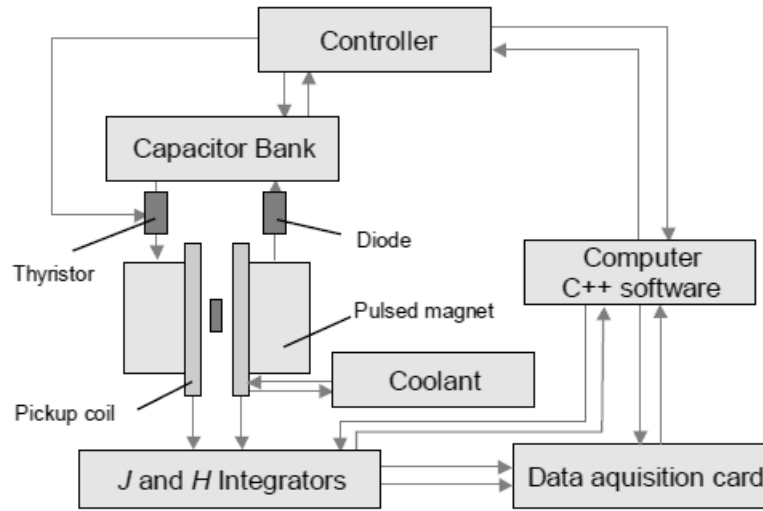 Controller
Capacitor Bank
Thyristor
Diode
Computer
C++ software
Pulsed magnet
Coolant
Pickup coil
J and H Integrators
Data aquisition card